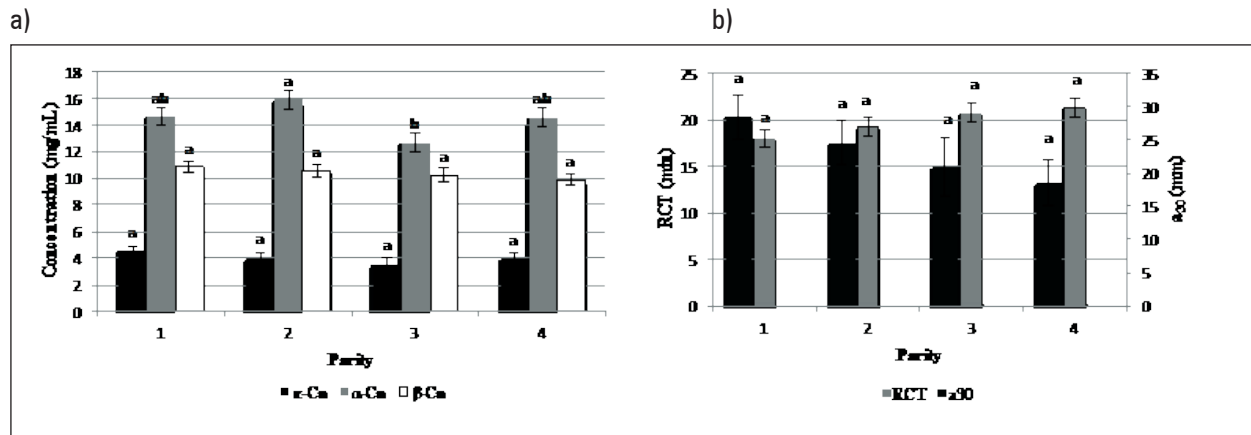 a)
b)
Concentration (mg/mL)
18
16
14
12
10
8
6
4
2
0
a ab a
a a a
a b a
a ab a
1 2 3 4
Parity
κ-Cn α-Cn β-Cn
RCT (min)
25
20
15
10
5
0
a a
a a
a a
a a
35
30
25
20
15
10
5
0
(mm)
1 2 3 4
Parity
RCT a30